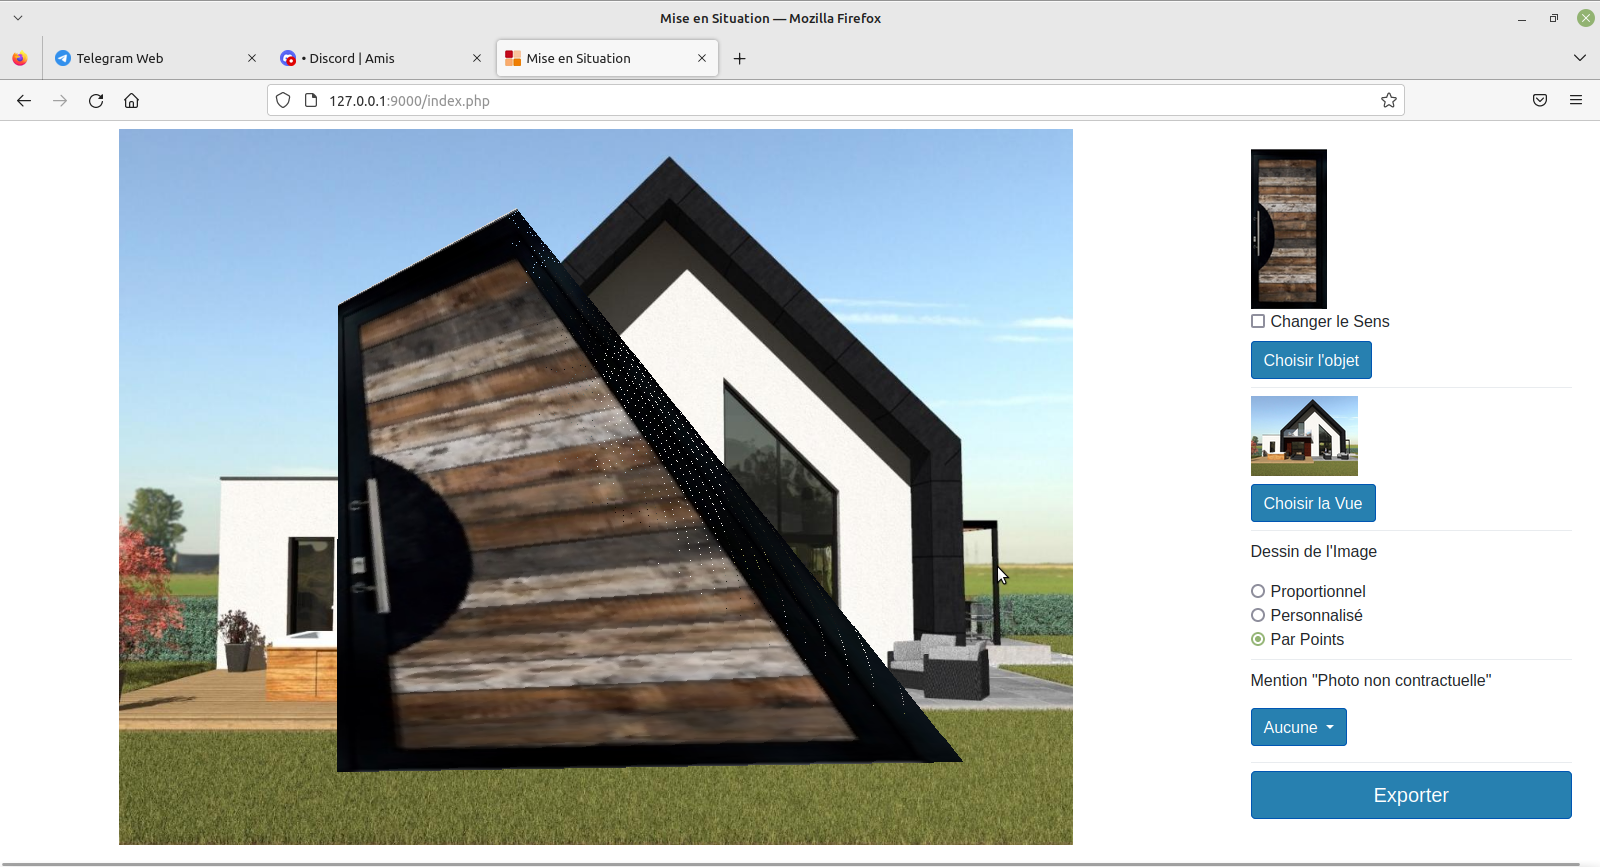 Mise en Situation — Mozilla Firefox
Telegram Web
• Discord | Amis
Mise en Situation
127.0.0.1:9000/index.php
Changer le Sens
Choisir l'objet
Choisir la Vue
Dessin de l'Image
Proportionnel
Personnalisé
Par Points
Mention "Photo non contractuelle"
Aucune
Exporter